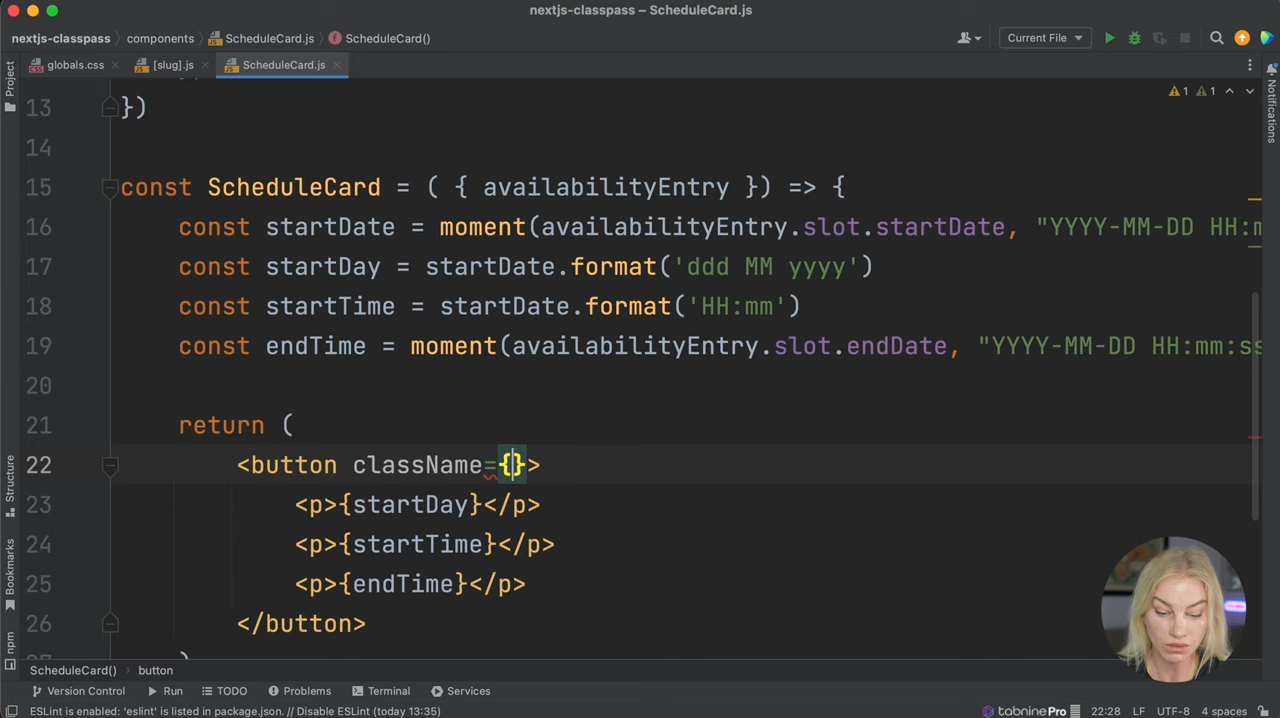 nextjs-classpass – ScheduleCard.js
nextjs-classpass components ScheduleCard.js ScheduleCard() Current File
globals.css [slug].js ScheduleCard.js
1 1
13 })
14
15 const ScheduleCard = ( { availabilityEntry }) => {
16 const startDate = moment(availabilityEntry.slot.startDate, "YYYY-MM-DD HH:m
17 const startDay = startDate.format('ddd MM yyyy')
18 const startTime = startDate.format('HH:mm')
19 const endTime = moment(availabilityEntry.slot.endDate, "YYYY-MM-DD HH:mm:ss
20
21 return (
22 <button className={}>
23 <p>{startDay}</p>
24 <p>{startTime}</p>
25 <p>{endTime}</p>
26 </button>
27 )
Project
Structure
Bookmarks
npm
Notifications
ScheduleCard() button
Version Control Run TODO Problems Terminal Services
ESLint is enabled: 'eslint' is listed in package.json. // Disable ESLint (today 13:35) tabnine Pro 22:28 LF UTF-8 4 spaces